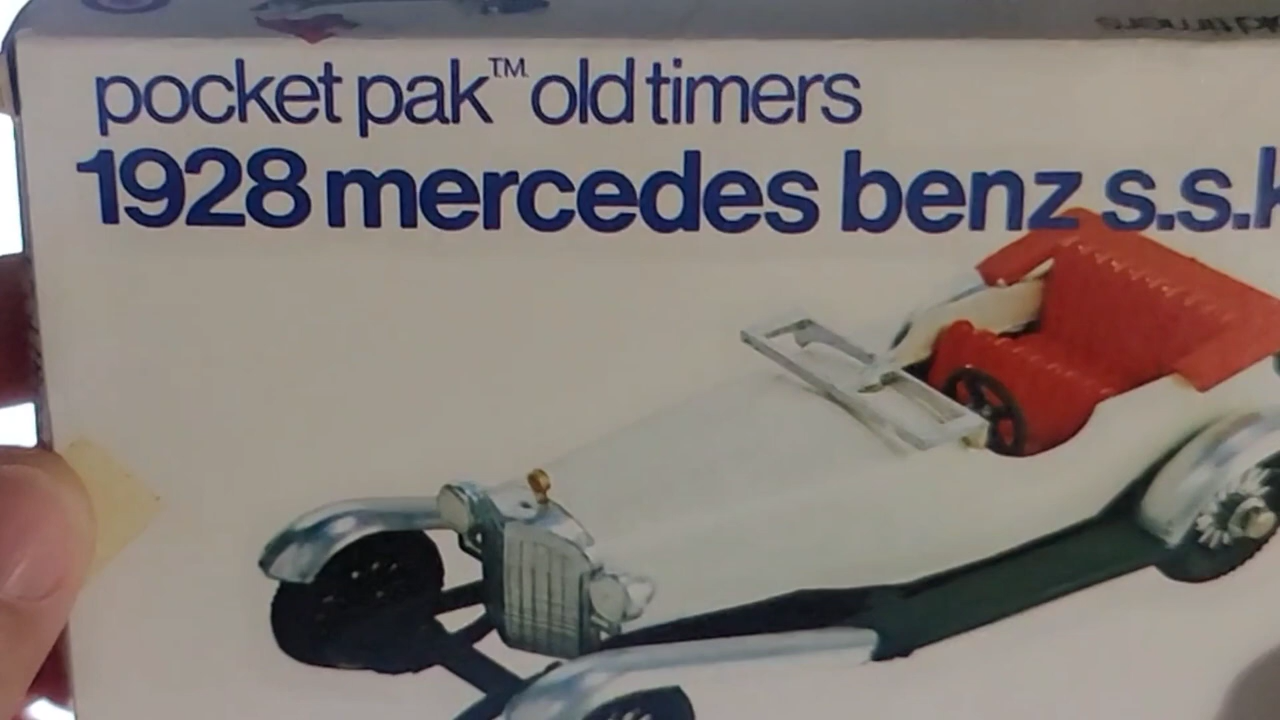 pocket pak™ old timers
1928 mercedes benz s.s.k